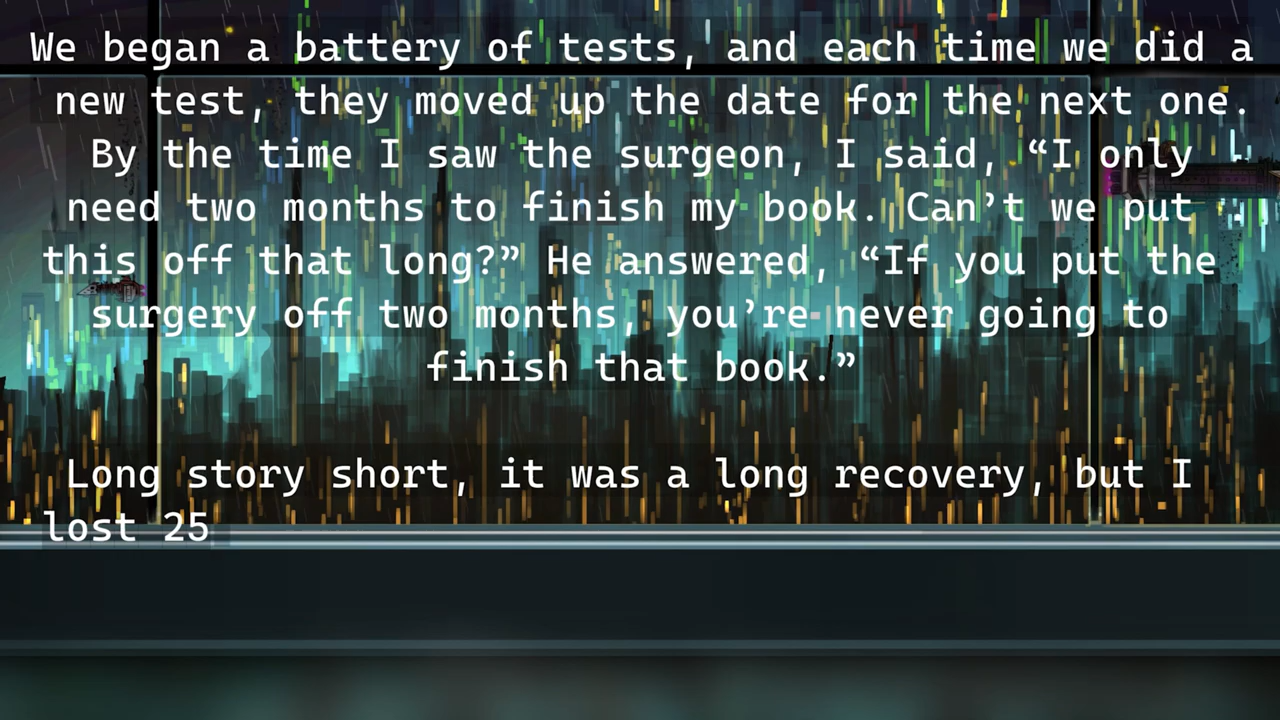 We began a battery of tests, and each time we did a
new test, they moved up the date for the next one.
By the time I saw the surgeon, I said, “I only
need two months to finish my book. Can’t we put
this off that long?” He answered, “If you put the
surgery off two months, you’re never going to
finish that book.”
Long story short, it was a long recovery, but I
lost 25